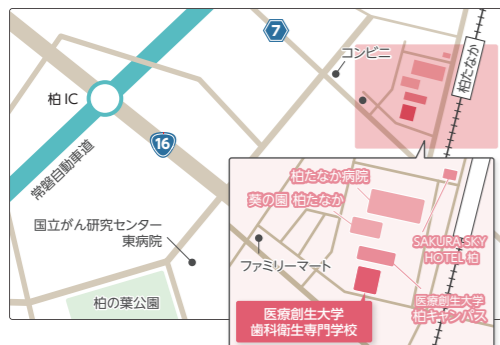 7
コンビニ
柏たなか
柏 IC
16
常磐自動車道
国立がん研究センター
東病院
柏の葉公園
柏たなか病院
葵の園 柏たなか
SAKURA SKY
HOTEL 柏
ファミリーマート
医療創生大学
柏キャンパス
医療創生大学
歯科衛生専門学校